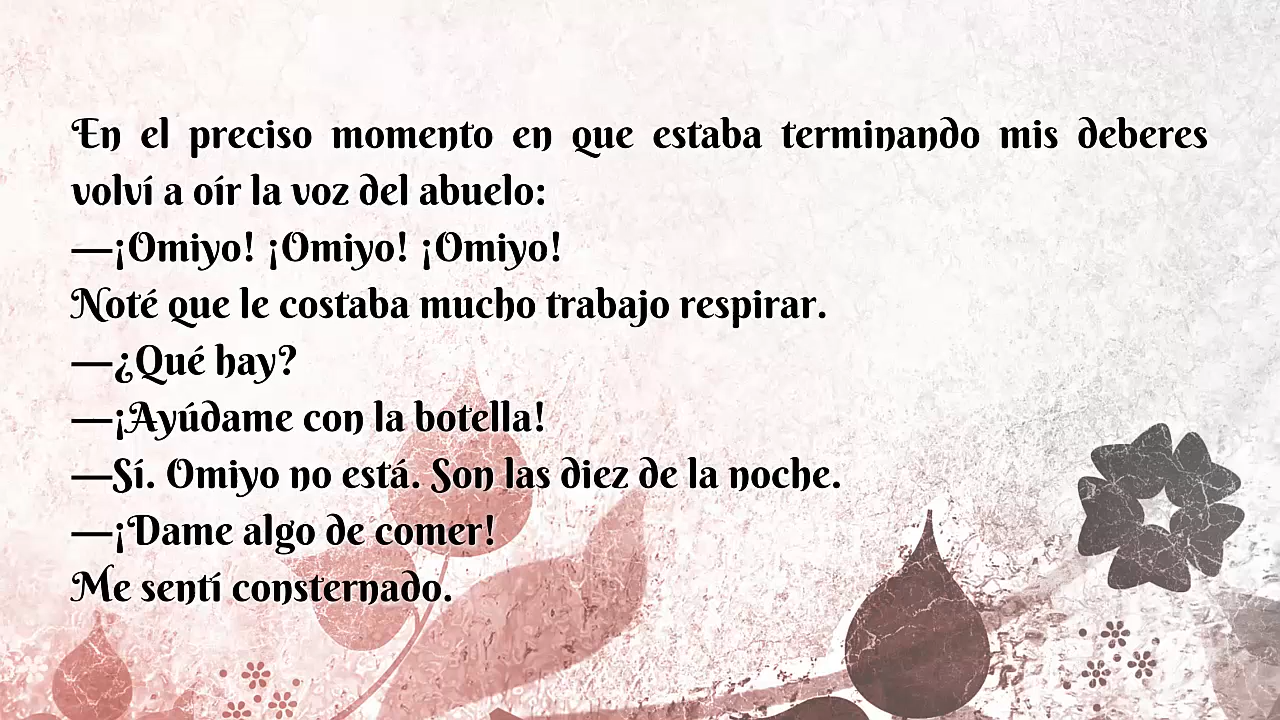 En el preciso momento en que estaba terminando mis deberes
volví a oír la voz del abuelo:
—¡Omiyo! ¡Omiyo! ¡Omiyo!
Noté que le costaba mucho trabajo respirar.
—¿Qué hay?
—¡Ayúdame con la botella!
—Sí. Omiyo no está. Son las diez de la noche.
—¡Dame algo de comer!
Me sentí consternado.